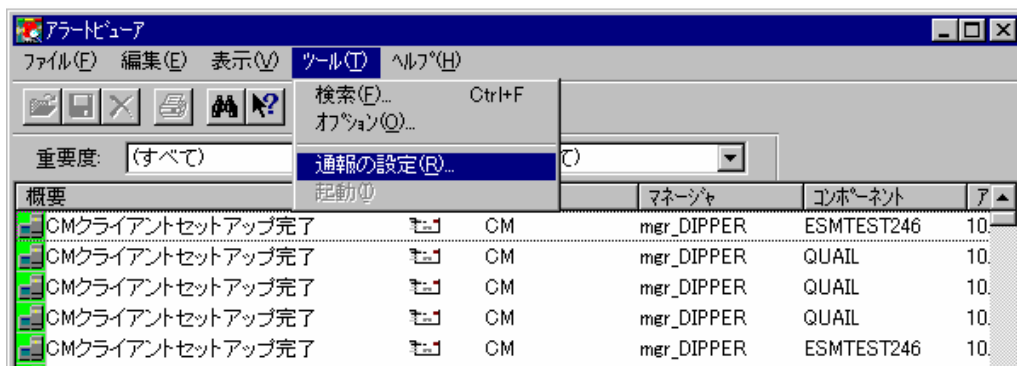 アラートビューア
ファイル(F) 編集(E) 表示(V) ツール(T) ヘルプ(H)
検索(F)... Ctrl+F
オプション(O)...
重要度: (すべて)
通報の設定(R)...
起動(I)
概要 マネージャ コンポーネント ア
CMクライアントセットアップ完了 CM mgr_DIPPER ESMTEST246 10.
CMクライアントセットアップ完了 CM mgr_DIPPER QUAIL 10.
CMクライアントセットアップ完了 CM mgr_DIPPER QUAIL 10.
CMクライアントセットアップ完了 CM mgr_DIPPER QUAIL 10.
CMクライアントセットアップ完了 CM mgr_DIPPER ESMTEST246 10.